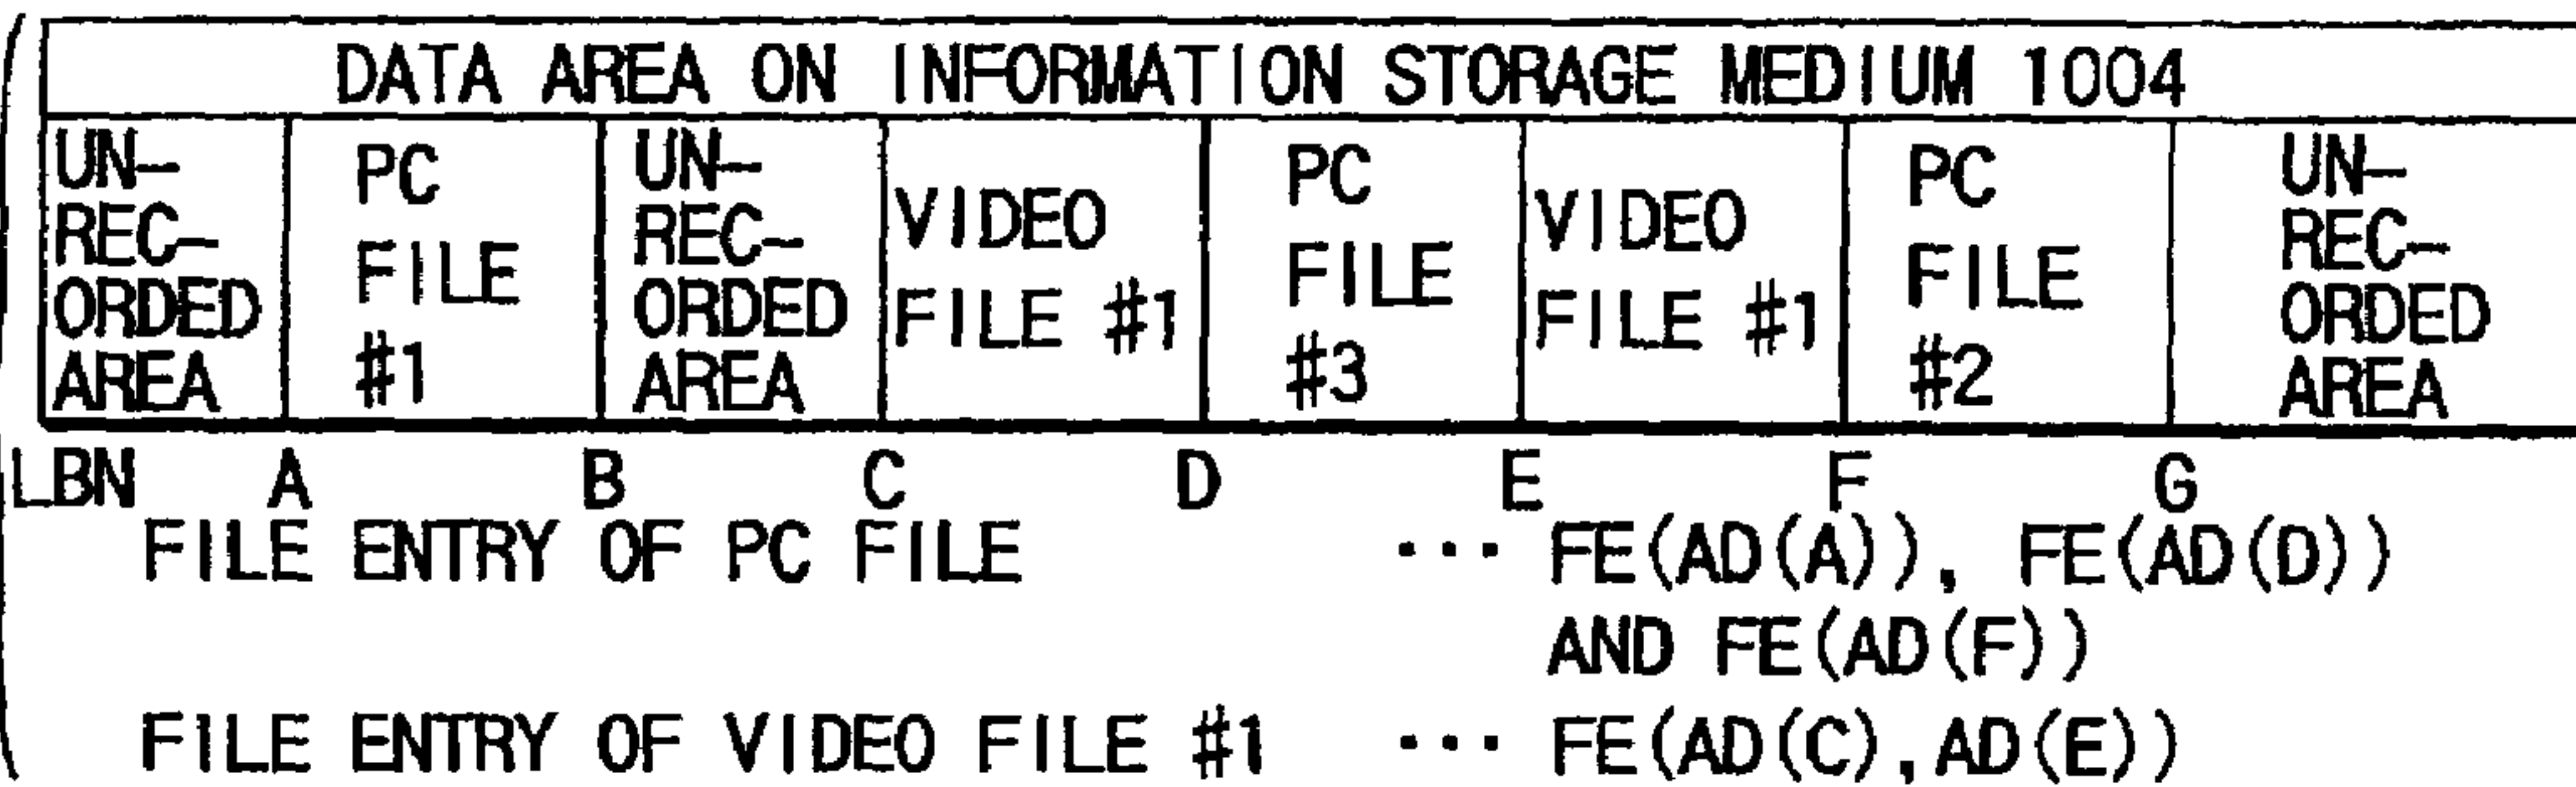 DATA AREA ON INFORMATION STORAGE MEDIUM 1004
UN-
REC-
ORDED
AREA
PC
FILE
#1
UN-
REC-
ORDED
AREA
VIDEO
FILE #1
PC
FILE
#3
VIDEO
FILE #1
PC
FILE
#2
UN-
REC-
ORDED
AREA
LBN A B C D E F G
FILE ENTRY OF PC FILE ··· FE(AD(A)), FE(AD(D))
AND FE(AD(F))
FILE ENTRY OF VIDEO FILE #1 ··· FE(AD(C),AD(E))